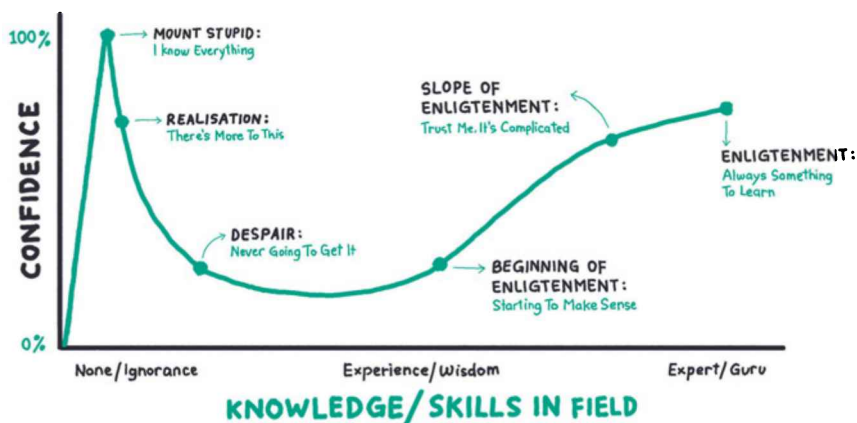 100%
MOUNT STUPID:
I know Everything
REALISATION:
There's More To This
SLOPE OF
ENLIGTENMENT:
Trust Me. It's Complicated
ENLIGTENMENT:
Always Something
To Learn
CONFIDENCE
DESPAIR:
Never Going To Get It
BEGINNING OF
ENLIGTENMENT:
Starting To Make Sense
0%
None/Ignorance
Experience/Wisdom
Expert/Guru
KNOWLEDGE/SKILLS IN FIELD